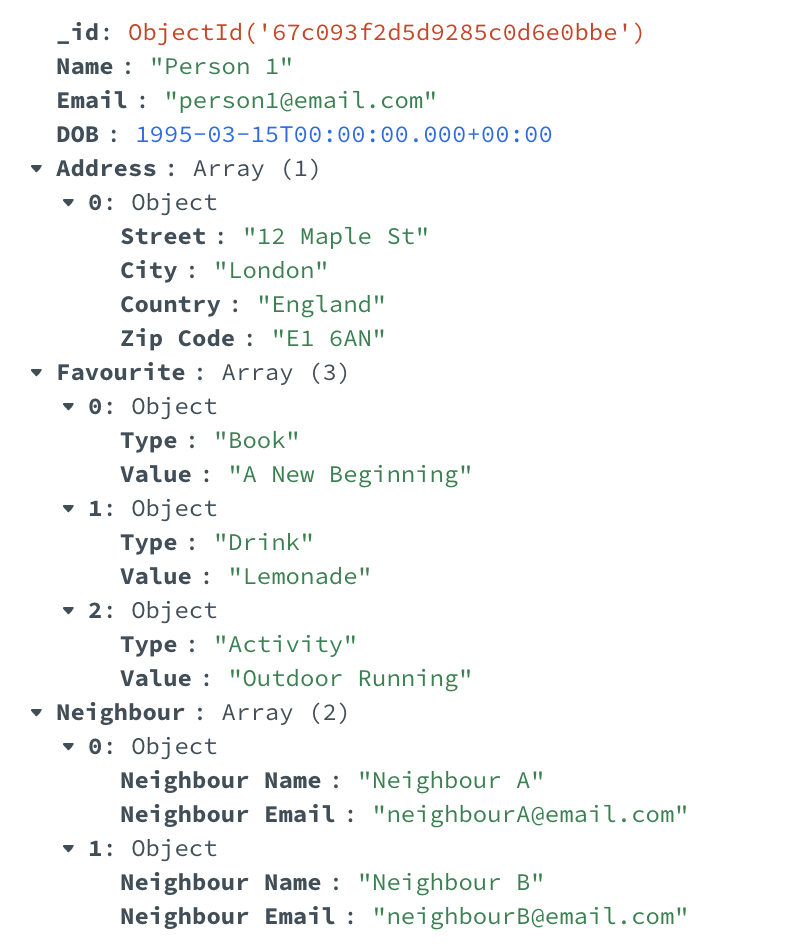 _id: ObjectId('67c093f2d5d9285c0d6e0bbe')
Name : "Person 1"
Email : "person1@email.com"
DOB : 1995-03-15T00:00:00.000+00:00
Address : Array (1)
0: Object
Street : "12 Maple St"
City : "London"
Country : "England"
Zip Code : "E1 6AN"
Favourite : Array (3)
0: Object
Type : "Book"
Value : "A New Beginning"
1: Object
Type : "Drink"
Value : "Lemonade"
2: Object
Type : "Activity"
Value : "Outdoor Running"
Neighbour : Array (2)
0: Object
Neighbour Name : "Neighbour A"
Neighbour Email : "neighbourA@email.com"
1: Object
Neighbour Name : "Neighbour B"
Neighbour Email : "neighbourB@email.com"